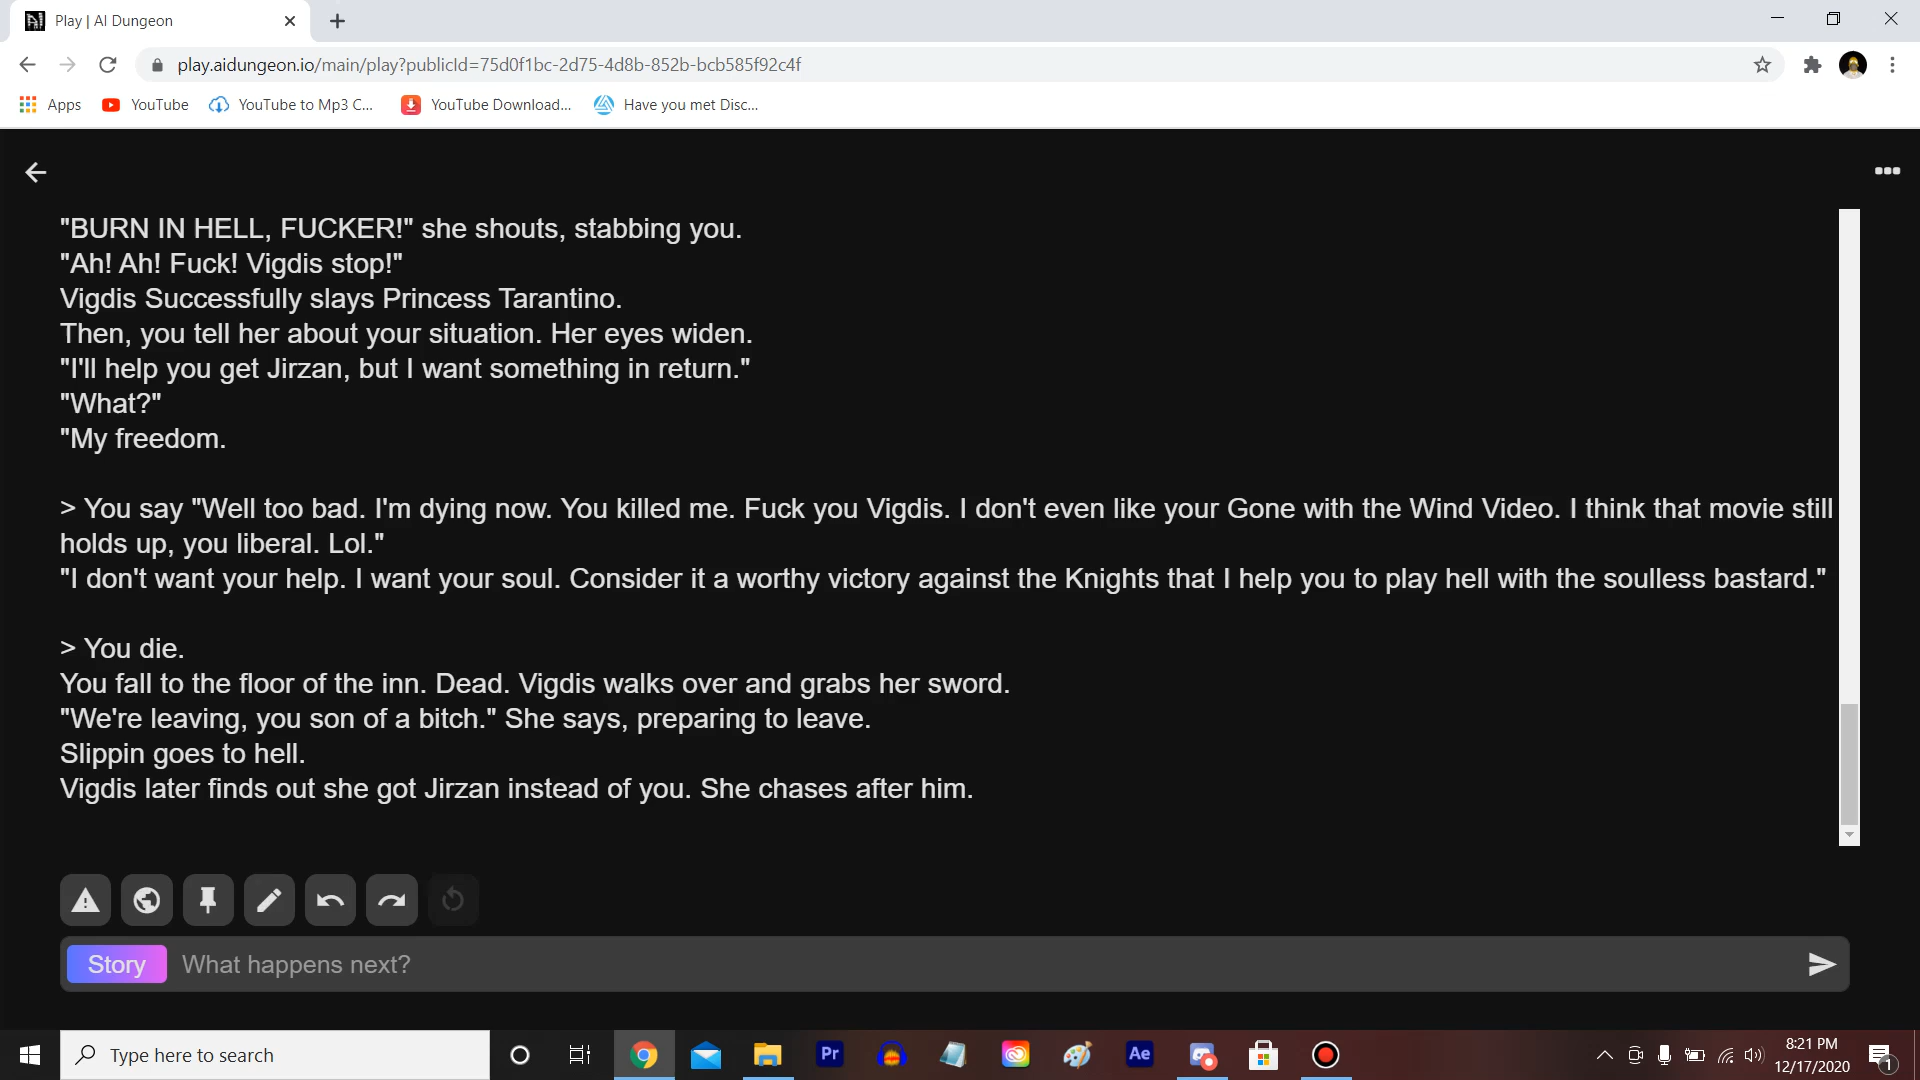 Play | AI Dungeon
play.aidungeon.io/main/play?publicId=75d0f1bc-2d75-4d8b-852b-bcb585f92c4f
Apps YouTube YouTube to Mp3 C... YouTube Download... Have you met Disc...
"BURN IN HELL, FUCKER!" she shouts, stabbing you.
"Ah! Ah! Fuck! Vigdis stop!"
Vigdis Successfully slays Princess Tarantino.
Then, you tell her about your situation. Her eyes widen.
"I'll help you get Jirzan, but I want something in return."
"What?"
"My freedom.
> You say "Well too bad. I'm dying now. You killed me. Fuck you Vigdis. I don't even like your Gone with the Wind Video. I think that movie still
holds up, you liberal. Lol."
"I don't want your help. I want your soul. Consider it a worthy victory against the Knights that I help you to play hell with the soulless bastard."
> You die.
You fall to the floor of the inn. Dead. Vigdis walks over and grabs her sword.
"We're leaving, you son of a bitch." She says, preparing to leave.
Slippin goes to hell.
Vigdis later finds out she got Jirzan instead of you. She chases after him.
Story What happens next?
Type here to search Pr Ae 8:21 PM
12/17/2020 1